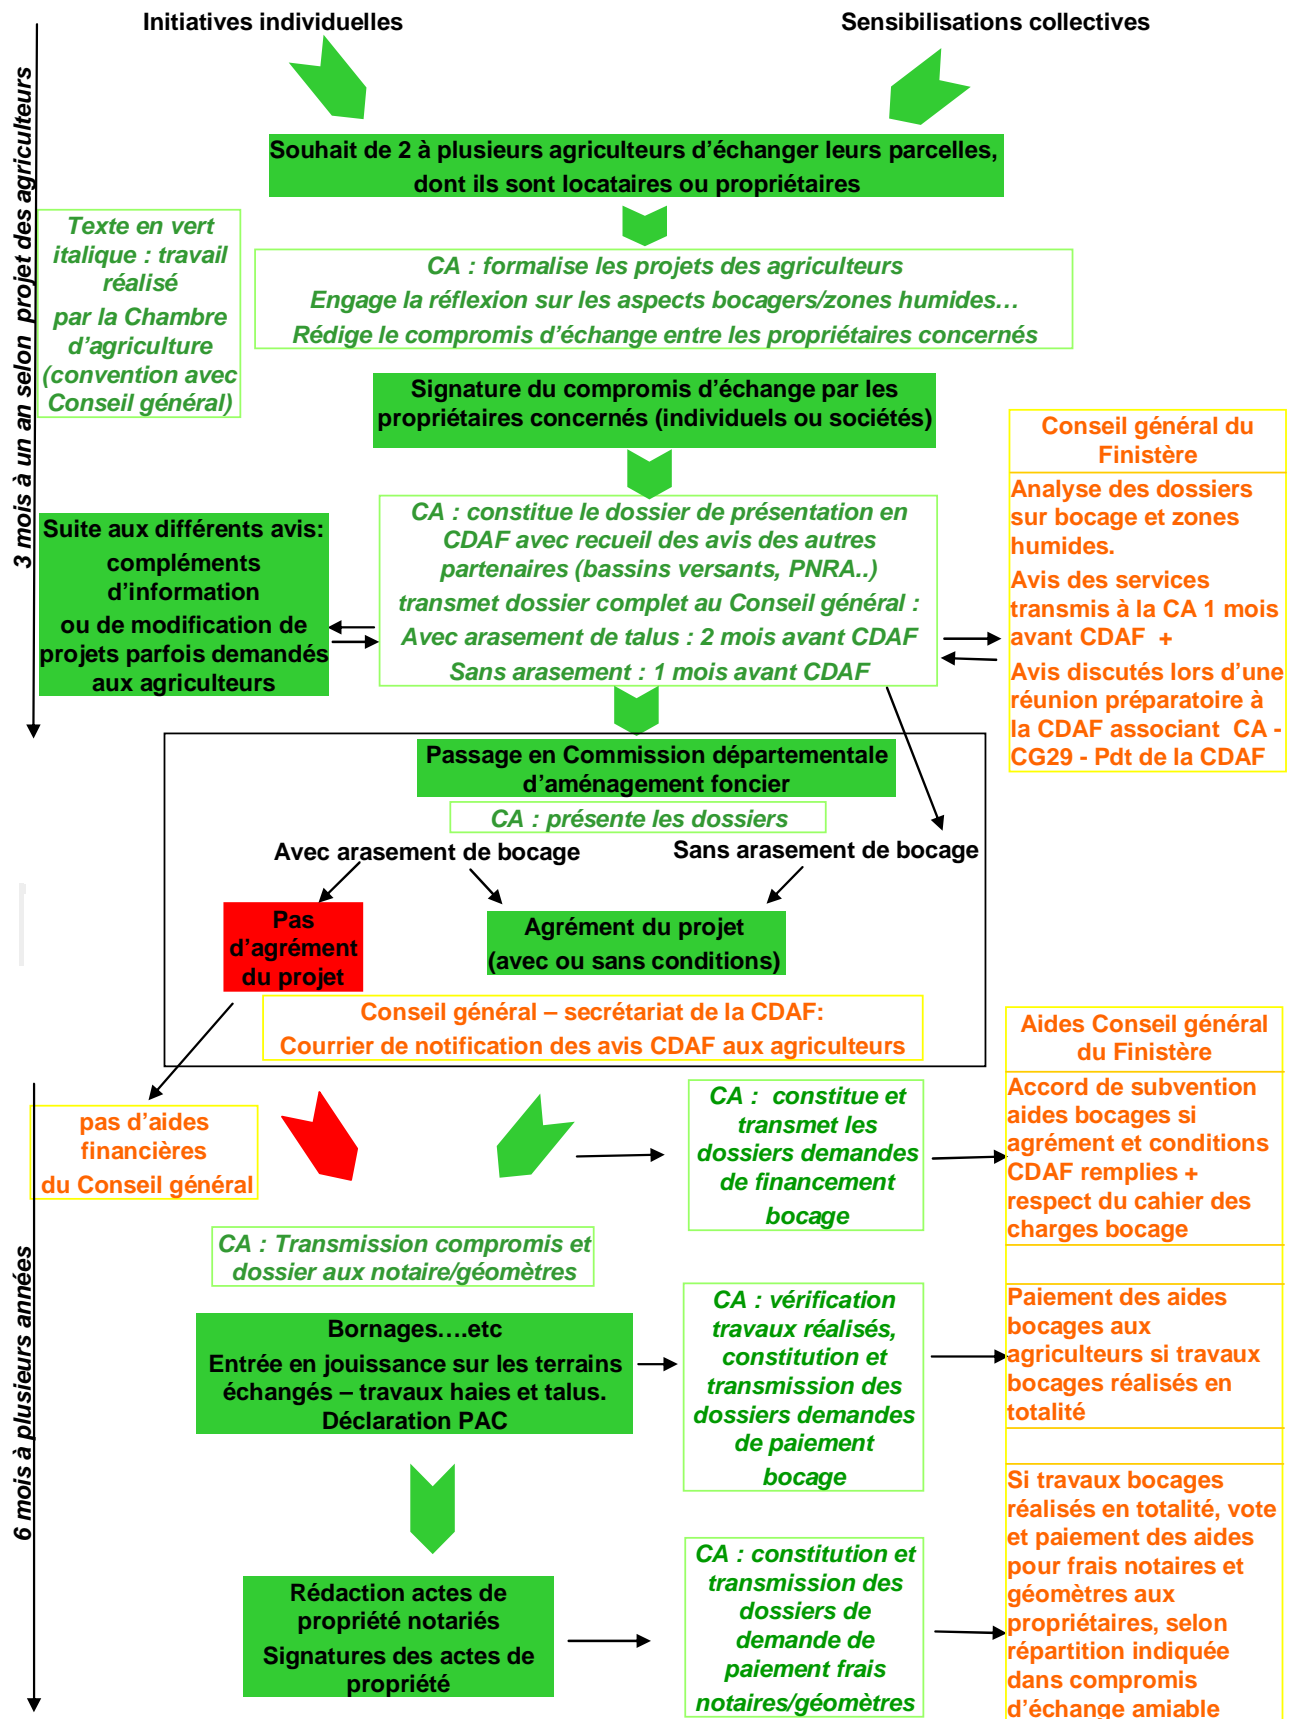 Initiatives individuelles
Sensibilisations collectives
3 mois à un an selon projet des agriculteurs
Souhait de 2 à plusieurs agriculteurs d’échanger leurs parcelles,
dont ils sont locataires ou propriétaires
Texte en vert
italique : travail
réalisé
par la Chambre
d’agriculture
(convention avec
Conseil général)
CA : formalise les projets des agriculteurs
Engage la réflexion sur les aspects bocagers/zones humides…
Rédige le compromis d’échange entre les propriétaires concernés
Signature du compromis d’échange par les
propriétaires concernés (individuels ou sociétés)
Conseil général du
Finistère
Analyse des dossiers
sur bocage et zones
humides.
Avis des services
transmis à la CA 1 mois
avant CDAF +
Avis discutés lors d’une
réunion préparatoire à
la CDAF associant CA -
CG29 - Pdt de la CDAF
Suite aux différents avis:
compléments
d’information
ou de modification de
projets parfois demandés
aux agriculteurs
CA : constitue le dossier de présentation en
CDAF avec recueil des avis des autres
partenaires (bassins versants, PNRA..)
transmet dossier complet au Conseil général :
Avec arasement de talus : 2 mois avant CDAF
Sans arasement : 1 mois avant CDAF
Passage en Commission départementale
d’aménagement foncier
CA : présente les dossiers
Avec arasement de bocage
Sans arasement de bocage
Pas
d’agrément
du projet
Agrément du projet
(avec ou sans conditions)
Conseil général – secrétariat de la CDAF:
Courrier de notification des avis CDAF aux agriculteurs
6 mois à plusieurs années
pas d’aides
financières
du Conseil général
CA : constitue et
transmet les
dossiers demandes
de financement
bocage
Aides Conseil général
du Finistère
Accord de subvention
aides bocages si
agrément et conditions
CDAF remplies +
respect du cahier des
charges bocage
CA : Transmission compromis et
dossier aux notaire/géomètres
Bornages….etc
Entrée en jouissance sur les terrains
échangés – travaux haies et talus.
Déclaration PAC
CA : vérification
travaux réalisés,
constitution et
transmission des
dossiers demandes
de paiement
bocage
Paiement des aides
bocages aux
agriculteurs si travaux
bocages réalisés en
totalité
Rédaction actes de
propriété notariés
Signatures des actes de
propriété
CA : constitution et
transmission des
dossiers de
demande de
paiement frais
notaires/géomètres
Si travaux bocages
réalisés en totalité, vote
et paiement des aides
pour frais notaires et
géomètres aux
propriétaires, selon
répartition indiquée
dans compromis
d’échange amiable